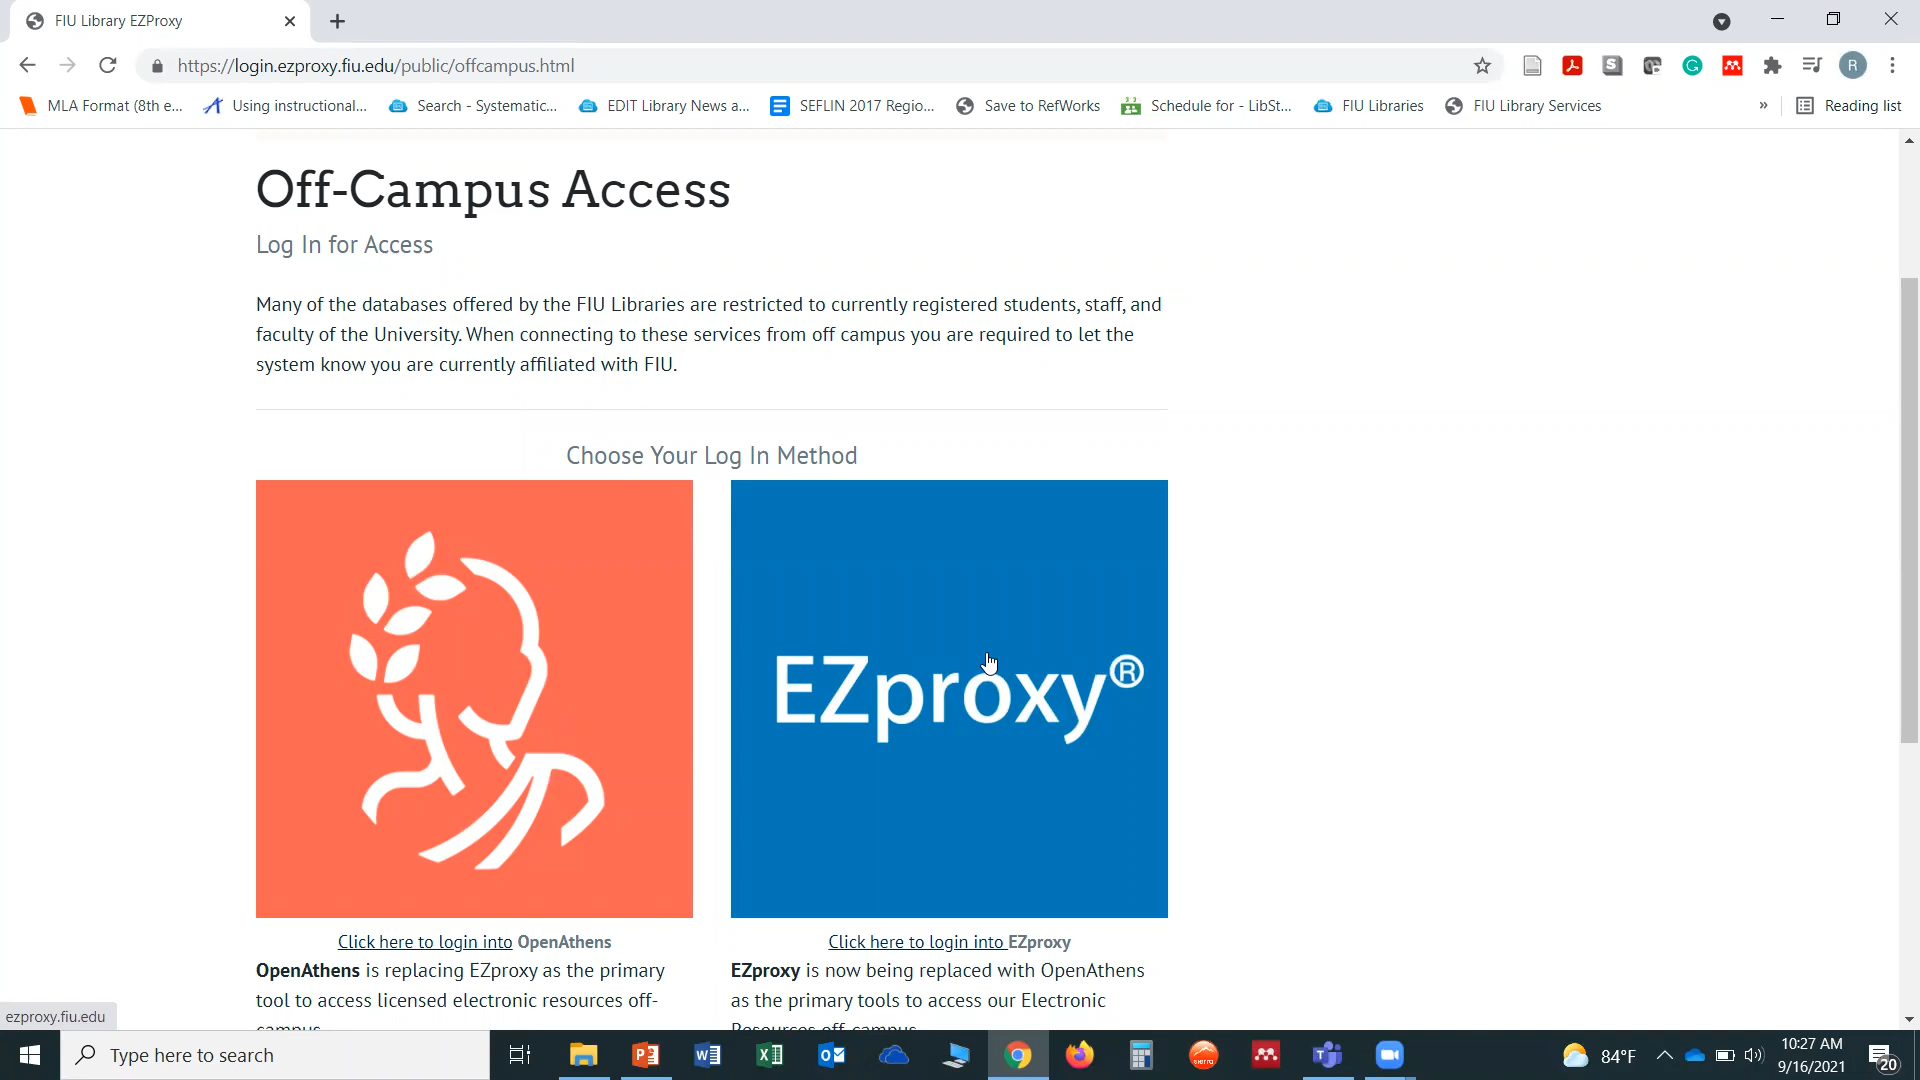 FIU Library EZProxy
https://login.ezproxy.fiu.edu/public/offcampus.html
R
MLA Format (8th e...
Using instructional...
Search - Systematic...
EDIT Library News a...
SEFLIN 2017 Regio...
Save to RefWorks
Schedule for - LibSt...
FIU Libraries
FIU Library Services
»
Reading list
Off-Campus Access
Log In for Access
Many of the databases offered by the FIU Libraries are restricted to currently registered students, staff, and
faculty of the University. When connecting to these services from off campus you are required to let the
system know you are currently affiliated with FIU.
Choose Your Log In Method
EZproxy®
Click here to login into OpenAthens
OpenAthens is replacing EZproxy as the primary
tool to access licensed electronic resources off-
campus.
Click here to login into EZproxy
EZproxy is now being replaced with OpenAthens
as the primary tools to access our Electronic
Resources off-campus.
ezproxy.fiu.edu
Type here to search
84°F
10:27 AM
9/16/2021
20